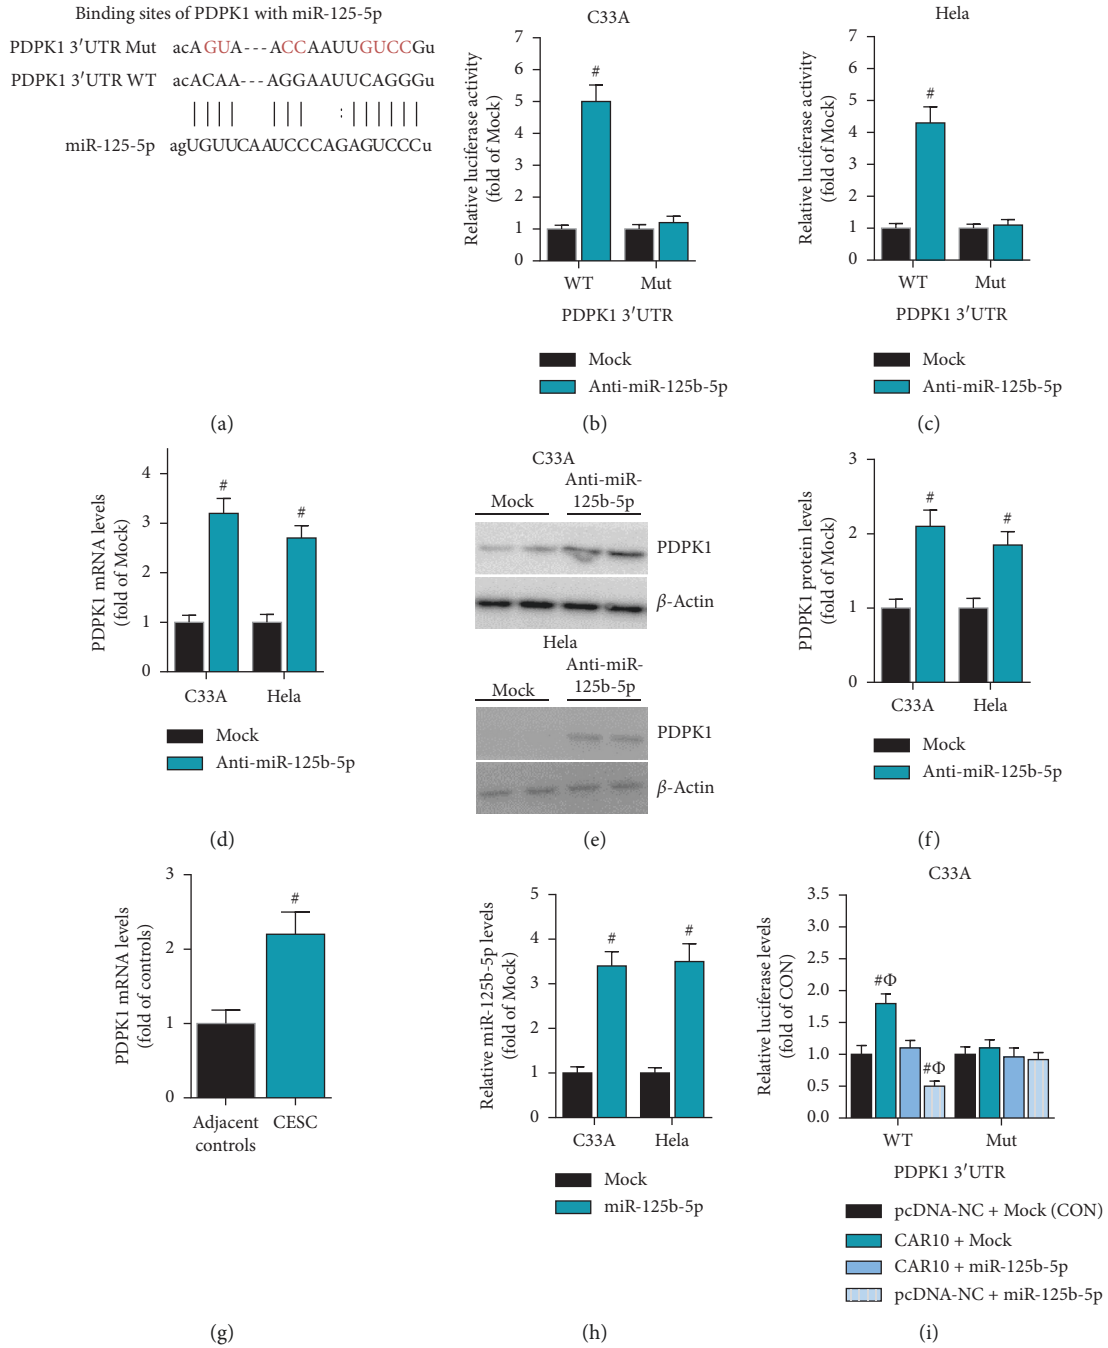 Binding sites of PDPK1 with miR-125-5p
PDPK1 3′UTR Mut acAGUA---ACCAAUUGUCCGu
PDPK1 3′UTR WT acACAA---AGGAAUUCAGGGu
miR-125-5p agUGUUCAAUCCCAGAGUCCCu
(a)
C33A
Relative luciferase activity
(fold of Mock)
7
6
5
4
3
2
1
0
#
WT Mut
PDPK1 3′UTR
Mock
Anti-miR-125b-5p
(b)
Hela
Relative luciferase activity
(fold of Mock)
7
6
5
4
3
2
1
0
#
WT Mut
PDPK1 3′UTR
Mock
Anti-miR-125b-5p
(c)
PDPK1 mRNA levels
(fold of Mock)
4
3
2
1
0
# #
C33A Hela
Mock
Anti-miR-125b-5p
(d)
C33A
Mock Anti-miR-
125b-5p
PDPK1
β-Actin
Hela
Mock Anti-miR-
125b-5p
PDPK1
β-Actin
(e)
PDPK1 protein levels
(fold of Mock)
3
2
1
0
# #
C33A Hela
Mock
Anti-miR-125b-5p
(f)
PDPK1 mRNA levels
(fold of controls)
3
2
1
0
#
Adjacent
controls
CESC
(g)
Relative miR-125b-5p levels
(fold of Mock)
5
4
3
2
1
0
# #
C33A Hela
Mock
miR-125b-5p
(h)
C33A
Relative luciferase levels
(fold of CON)
3.5
3.0
2.5
2.0
1.5
1.0
0.5
0.0
#Φ
#Φ
WT Mut
PDPK1 3′UTR
pcDNA-NC + Mock (CON)
CAR10 + Mock
CAR10 + miR-125b-5p
pcDNA-NC + miR-125b-5p
(i)